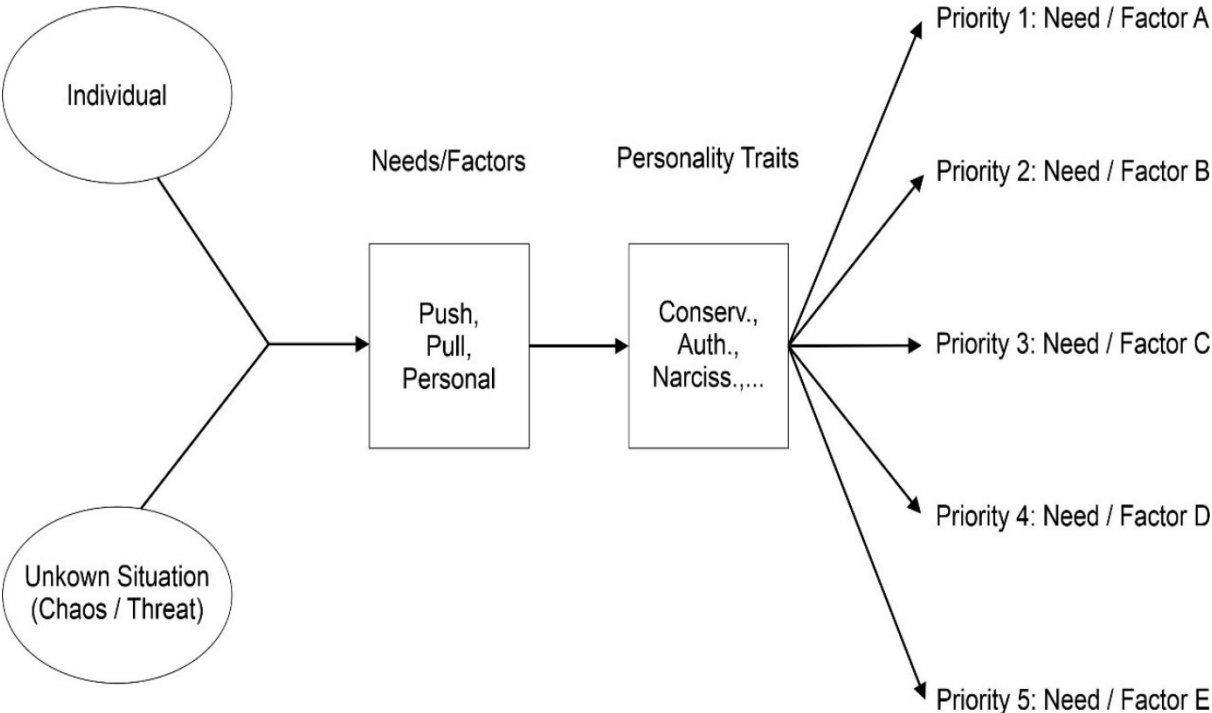 Individual
Unkown Situation
(Chaos / Threat)
Needs/Factors
Push,
Pull,
Personal
Personality Traits
Conserv.,
Auth.,
Narciss.,...
Priority 1: Need / Factor A
Priority 2: Need / Factor B
Priority 3: Need / Factor C
Priority 4: Need / Factor D
Priority 5: Need / Factor E